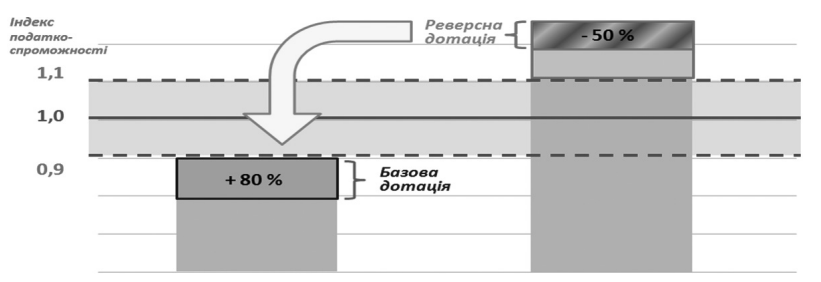 Індекс
податко-
спроможності
Реверсна
дотація
- 50 %
1,1
1,0
0,9
+ 80 %
Базова
дотація